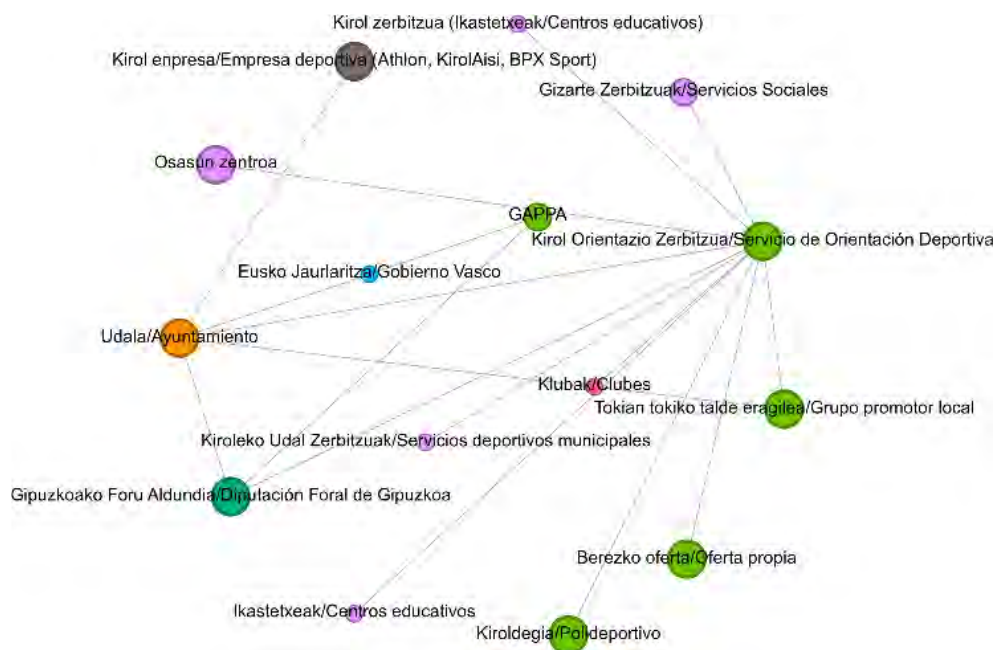 Kirol zerbitzua (Ikastetxeak/Centros educativos)
Kirol enpresa/Empresa deportiva (Athlon, KirolAisi, BPX Sport)
Gizarte Zerbitzuak/Servicios Sociales
Osasun zentroa
GAPPA
Kirol Orientazio Zerbitzua/Servicio de Orientación Deportiva
Eusko Jaurlaritza/Gobierno Vasco
Udala/Ayuntamiento
Klubak/Clubes
Tokian tokiko talde eragilea/Grupo promotor local
Kiroleko Udal Zerbitzuak/Servicios deportivos municipales
Gipuzkoako Foru Aldundia/Diputación Foral de Gipuzkoa
Berezko oferta/Oferta propia
Ikastetxeak/Centros educativos
Kiroldegia/Polideportivo